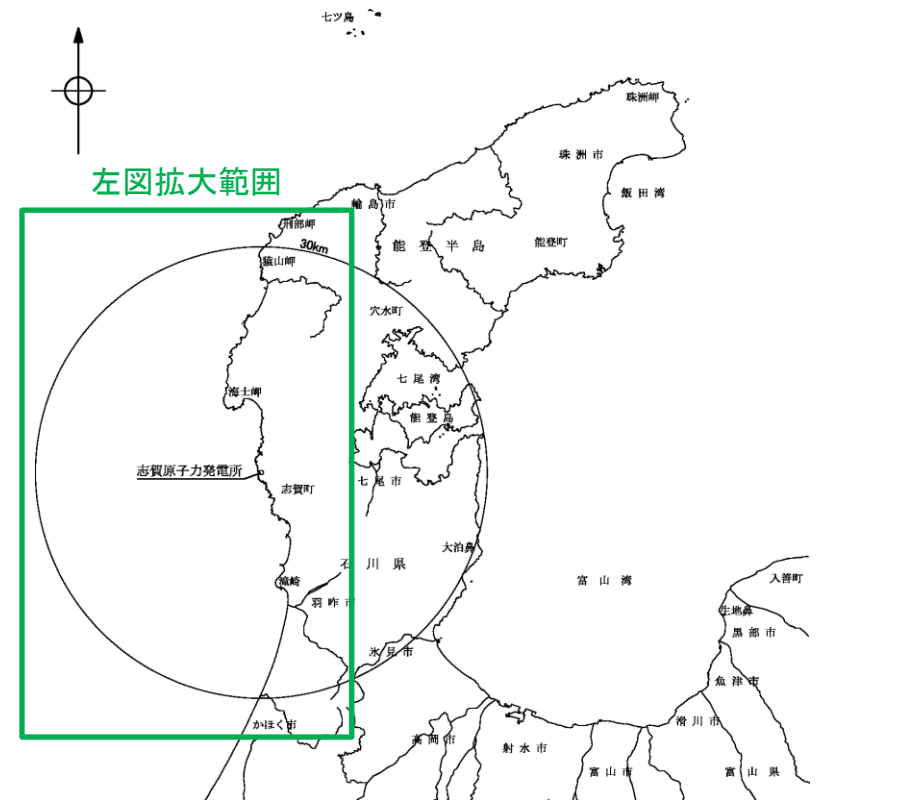 七ツ島
珠洲岬
珠洲市
左図拡大範囲
飯田湾
輪島市
刑部岬
能登半島
能登町
30km
猿山岬
穴水町
七尾湾
海士岬
能登島
志賀原子力発電所
七尾市
志賀町
大泊鼻
石川県
富山湾
入善町
滝崎
羽咋市
生地鼻
黒部市
氷見市
魚津市
かほく市
滑川市
高岡市
射水市
富山市
富山県